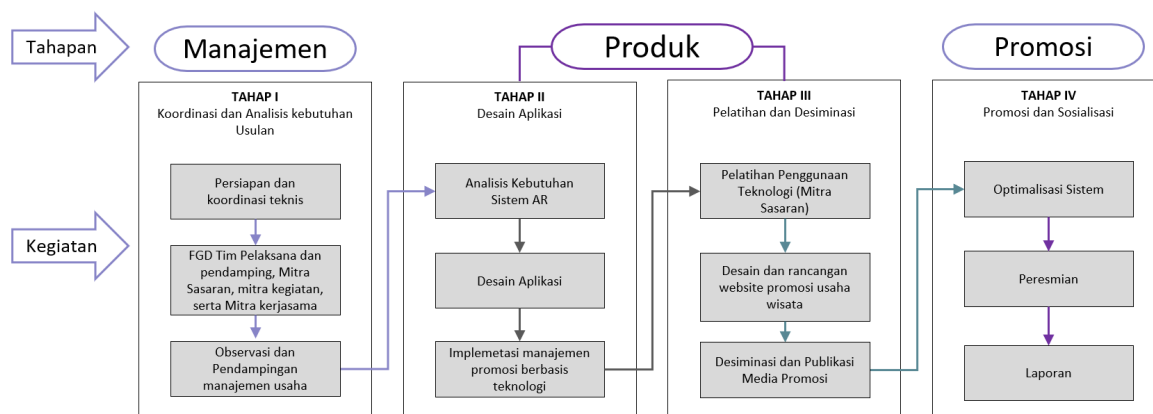 Tahapan
Manajemen
Produk
Promosi
TAHAP I
Koordinasi dan Analisis kebutuhan
Usulan
Persiapan dan
koordinasi teknis
FGD Tim Pelaksana dan
pendamping, Mitra
Sasaran, mitra kegiatan,
serta Mitra kerjasama
Observasi dan
Pendampingan
manajemen usaha
TAHAP II
Desain Aplikasi
Analisis Kebutuhan
Sistem AR
Desain Aplikasi
Implemetasi manajemen
promosi berbasis
teknologi
TAHAP III
Pelatihan dan Desiminasi
Pelatihan Penggunaan
Teknologi (Mitra
Sasaran)
Desain dan rancangan
website promosi usaha
wisata
Desiminasi dan Publikasi
Media Promosi
TAHAP IV
Promosi dan Sosialisasi
Optimalisasi Sistem
Peresmian
Laporan
Kegiatan